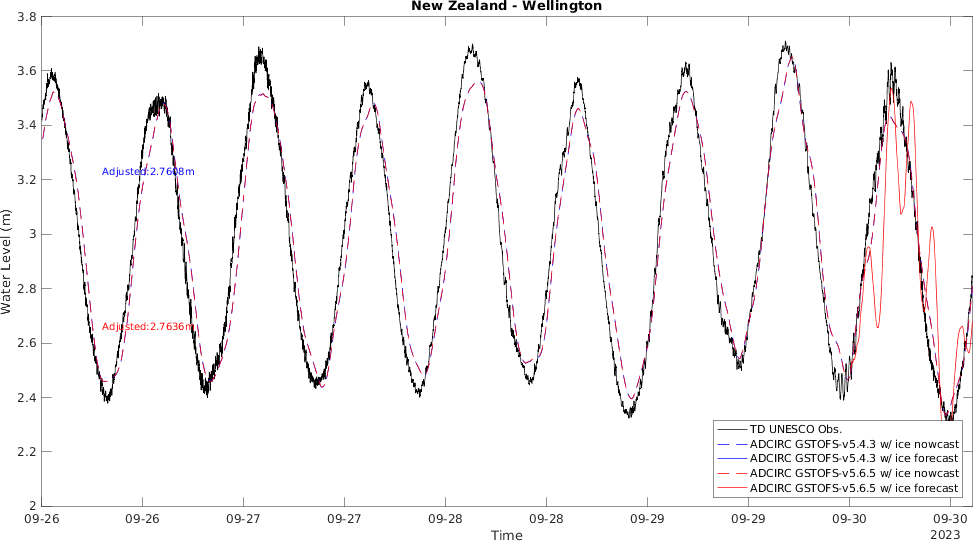 New Zealand - Wellington
3.8
3.6
3.4
3.2
3
2.8
2.6
2.4
2.2
2
Water Level (m)
Adjusted:2.7608m
Adjusted:2.7636m
TD UNESCO Obs.
ADCIRC GSTOFS-v5.4.3 w/ ice nowcast
ADCIRC GSTOFS-v5.4.3 w/ ice forecast
ADCIRC GSTOFS-v5.6.5 w/ ice nowcast
ADCIRC GSTOFS-v5.6.5 w/ ice forecast
09-26 09-26 09-27 09-27 09-28 09-28 09-29 09-29 09-30 09-30
2023
Time